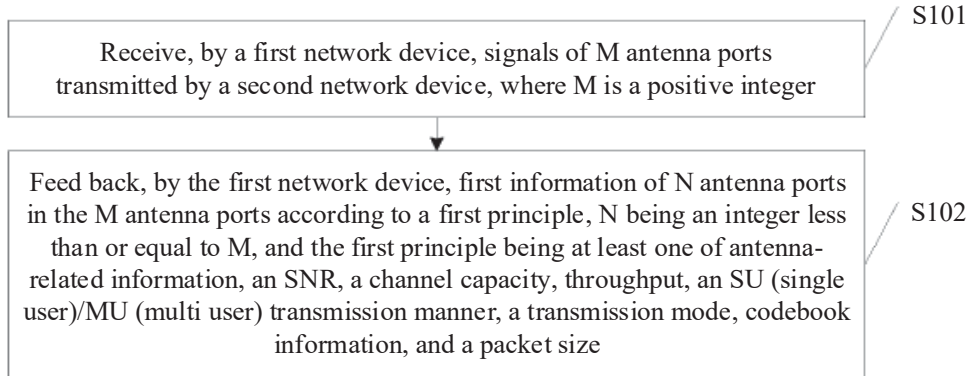 S101
Receive, by a first network device, signals of M antenna ports
transmitted by a second network device, where M is a positive integer
S102
Feed back, by the first network device, first information of N antenna ports
in the M antenna ports according to a first principle, N being an integer less
than or equal to M, and the first principle being at least one of antenna-
related information, an SNR, a channel capacity, throughput, an SU (single
user)/MU (multi user) transmission manner, a transmission mode, codebook
information, and a packet size